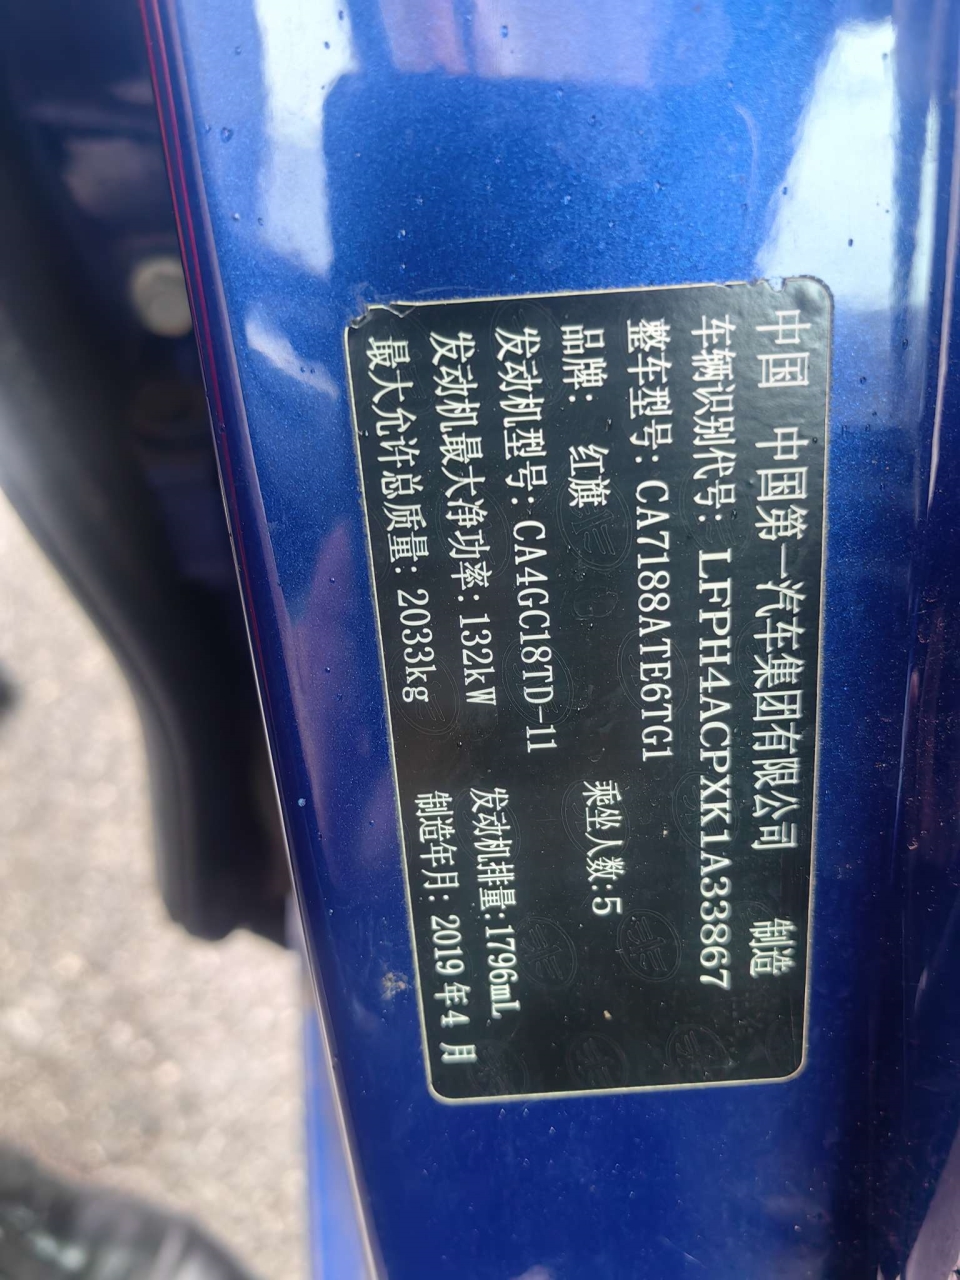 中国 中国第一汽车集团有限公司 制造
车辆识别代号: LFPH4ACPXK1A33867
整车型号: CA7188ATE6TG1
品牌: 红旗 乘坐人数:5
发动机型号: CA4GC18TD-11
发动机最大净功率: 132kW 发动机排量:1796mL
最大允许总质量: 2033kg 制造年月: 2019年4月